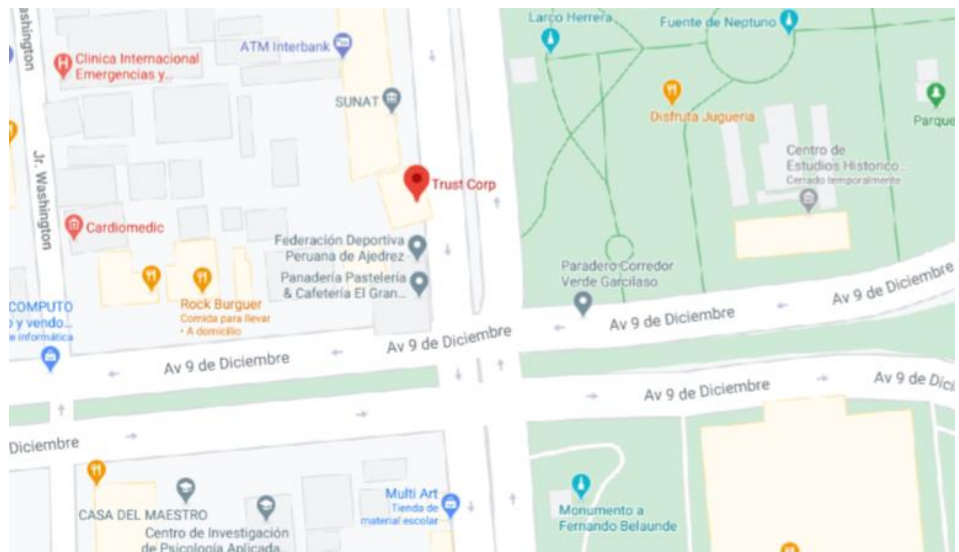 Washington
Clinica Internacional
Emergencias y...
ATM Interbank
SUNAT
Larco Herrera
Fuente de Neptuno
Disfruta Jugueria
Parque
Centro de
Estudios Historico...
Cerrado temporalmente
Trust Corp
Jr. Washington
Cardiomedic
Federación Deportiva
Peruana de Ajedrez
Panadería Pastelería
& Cafetería El Gran...
Paradero Corredor
Verde Garcilaso
Rock Burguer
Comida para llevar
• A domicilio
COMPUTO
o y vendo...
e informática
Av 9 de Diciembre
Av 9 de Diciembre
Av 9 de Diciembre
Av 9 de Diciembre
Av 9 de Diciembre
Av 9 de Dici
Diciembre
CASA DEL MAESTRO
Centro de Investigación
de Psicología Aplicada...
Multi Art
Tienda de
material escolar
Monumento a
Fernando Belaunde